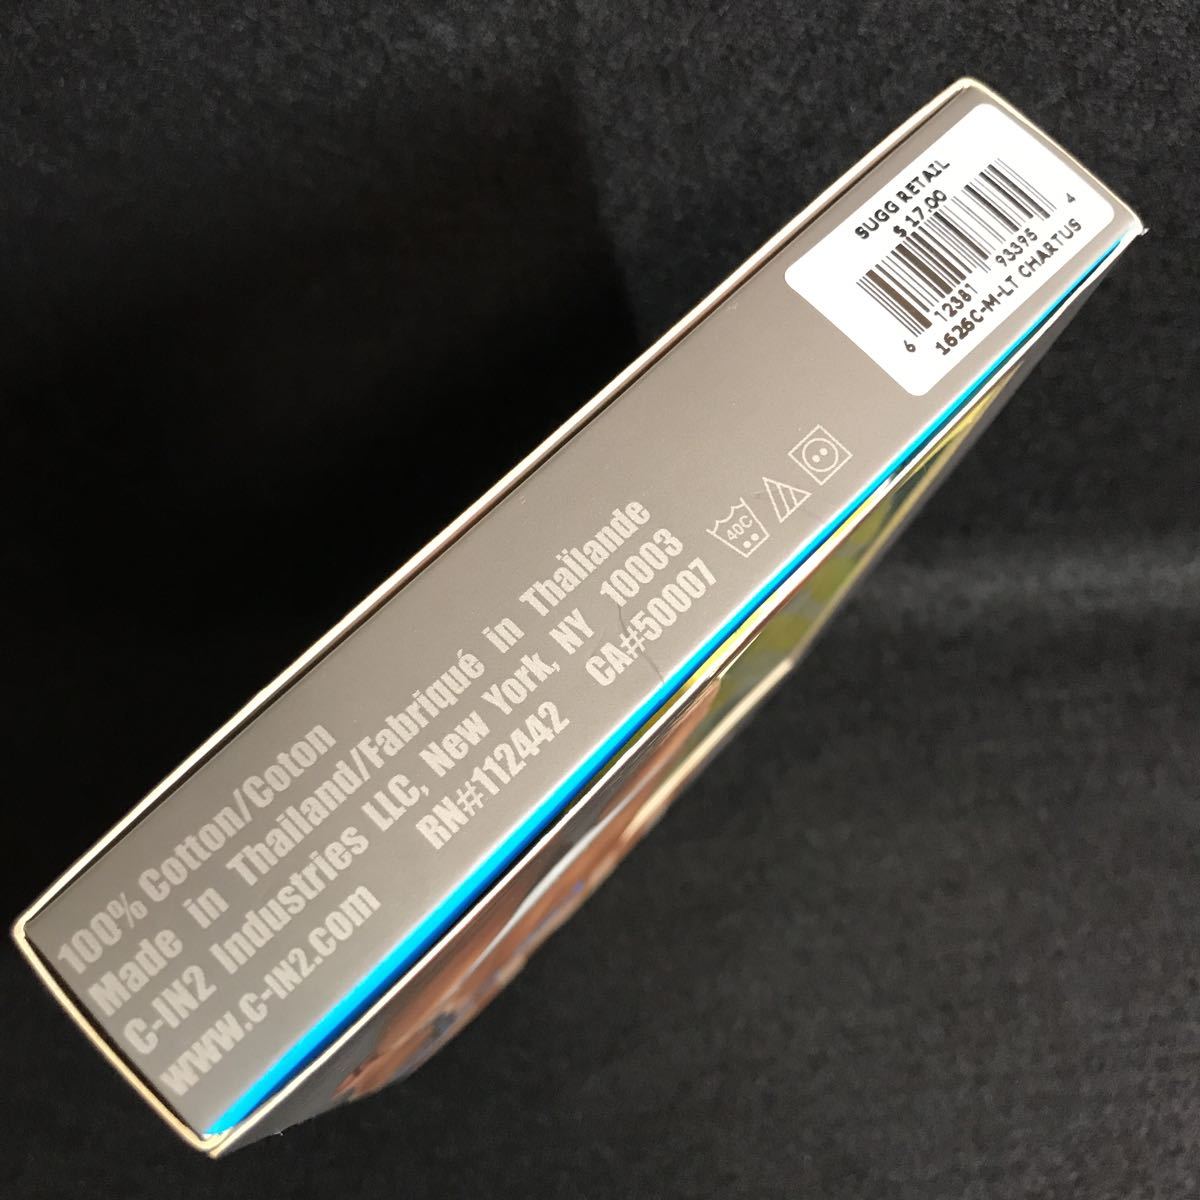 SUGG RETAIL
$ 17.00
6 12381 93395 4
1626C-M-LT CHARTUS
40C
100% Cotton/Coton
Made in Thailand/Fabriqué in Thaïlande
C-IN2 Industries LLC, New York, NY 10003
www.C-IN2.com RN#112442 CA#50007